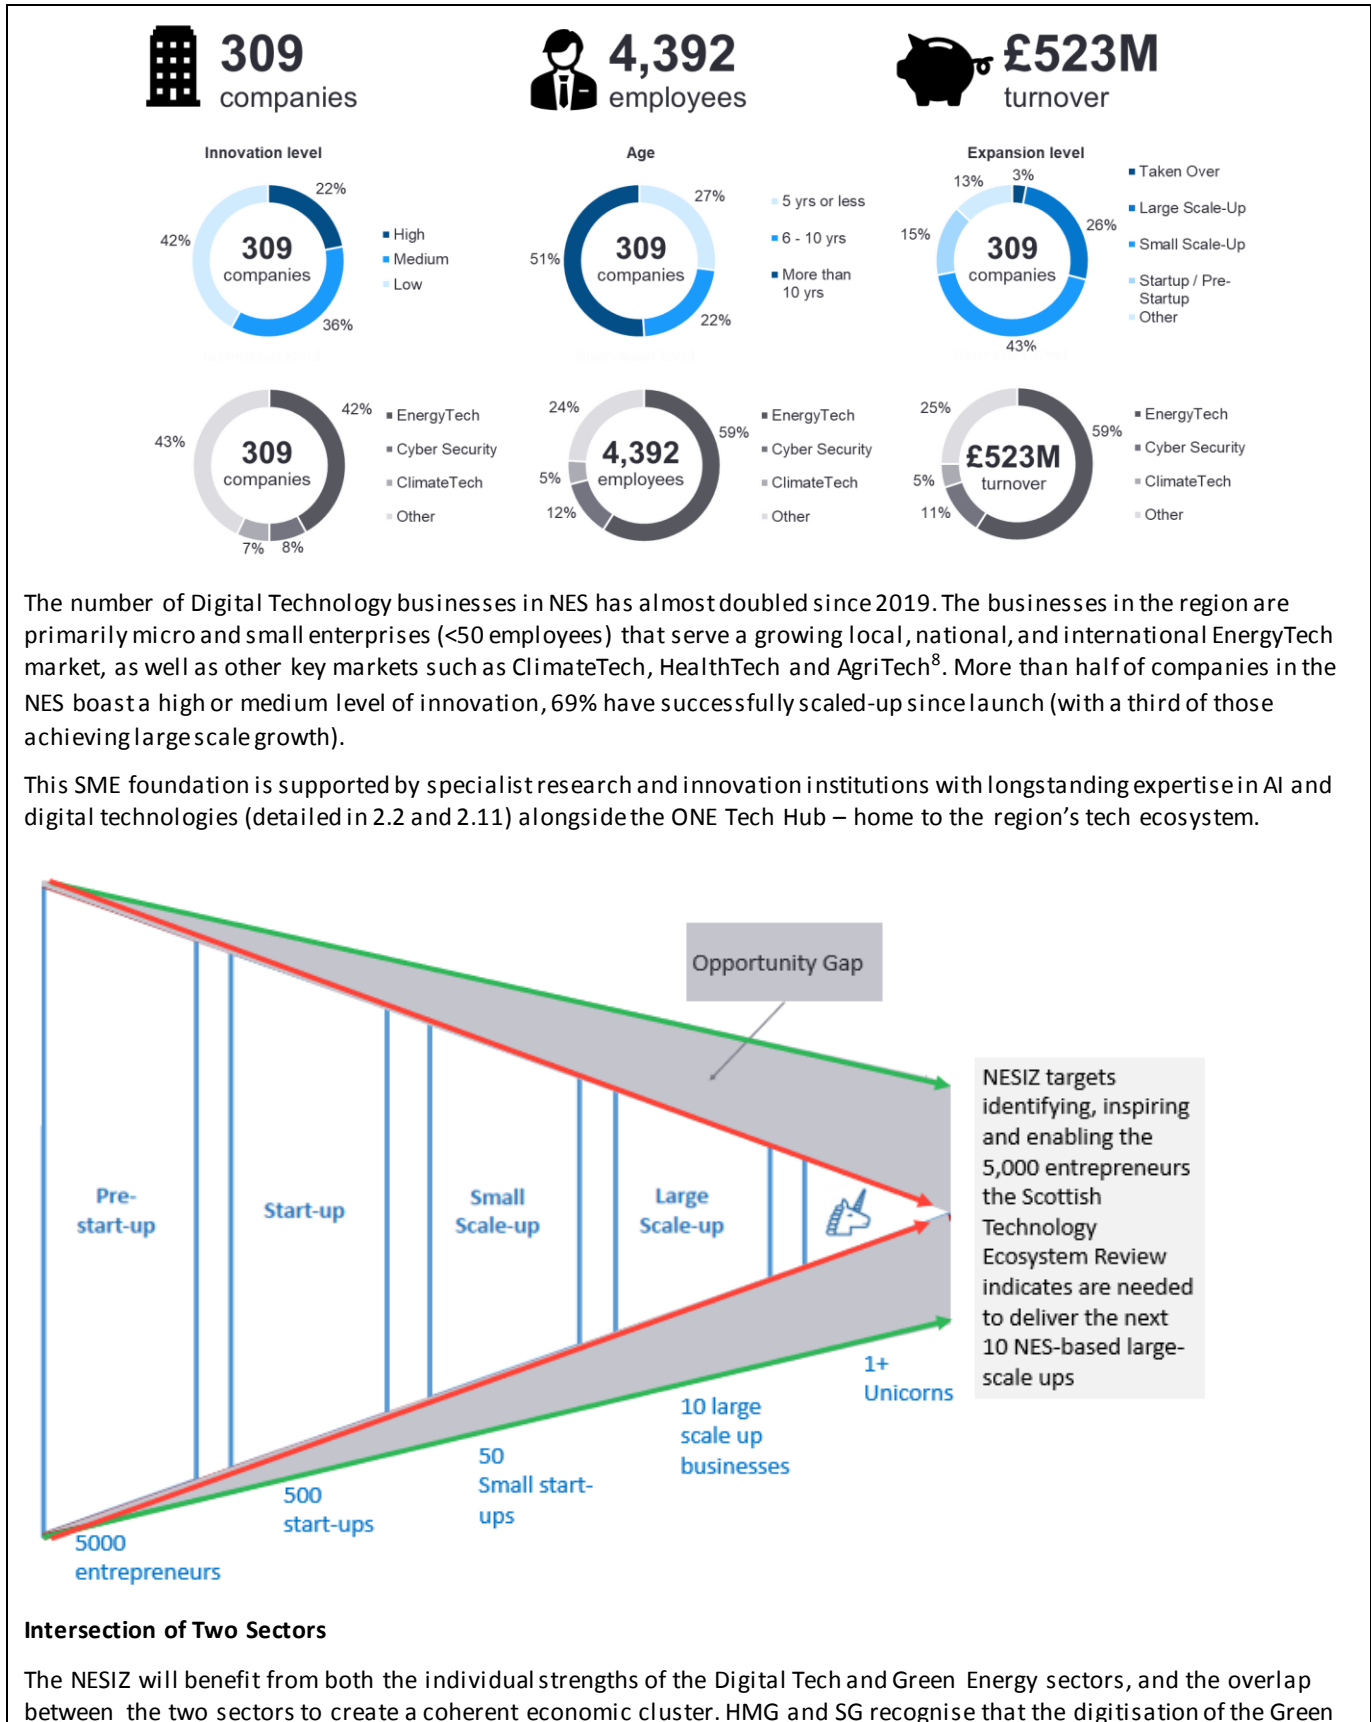 309
companies
4,392
employees
£523M
turnover
Innovation level
22%
42%
309
companies
36%
High
Medium
Low
Age
27%
51%
309
companies
22%
5 yrs or less
6 - 10 yrs
More than
10 yrs
Expansion level
3%
13%
15%
26%
309
companies
43%
Taken Over
Large Scale-Up
Small Scale-Up
Startup / Pre-
Startup
Other
42%
43%
309
companies
7%
8%
EnergyTech
Cyber Security
ClimateTech
Other
24%
59%
4,392
employees
5%
12%
EnergyTech
Cyber Security
ClimateTech
Other
25%
59%
£523M
turnover
5%
11%
EnergyTech
Cyber Security
ClimateTech
Other
The number of Digital Technology businesses in NES has almost doubled since 2019. The businesses in the region are
primarily micro and small enterprises (<50 employees) that serve a growing local, national, and international EnergyTech
market, as well as other key markets such as ClimateTech, HealthTech and AgriTech⁸. More than half of companies in the
NES boast a high or medium level of innovation, 69% have successfully scaled-up since launch (with a third of those
achieving large scale growth).
This SME foundation is supported by specialist research and innovation institutions with longstanding expertise in AI and
digital technologies (detailed in 2.2 and 2.11) alongside the ONE Tech Hub – home to the region's tech ecosystem.
Opportunity Gap
Pre-
start-up
Start-up
Small
Scale-up
Large
Scale-up
NESIZ targets
identifying, inspiring
and enabling the
5,000 entrepreneurs
the Scottish
Technology
Ecosystem Review
indicates are needed
to deliver the next
10 NES-based large-
scale ups
1+
Unicorns
10 large
scale up
businesses
50
Small start-
ups
500
start-ups
5000
entrepreneurs
Intersection of Two Sectors
The NESIZ will benefit from both the individual strengths of the Digital Tech and Green Energy sectors, and the overlap
between the two sectors to create a coherent economic cluster. HMG and SG recognise that the digitisation of the Green